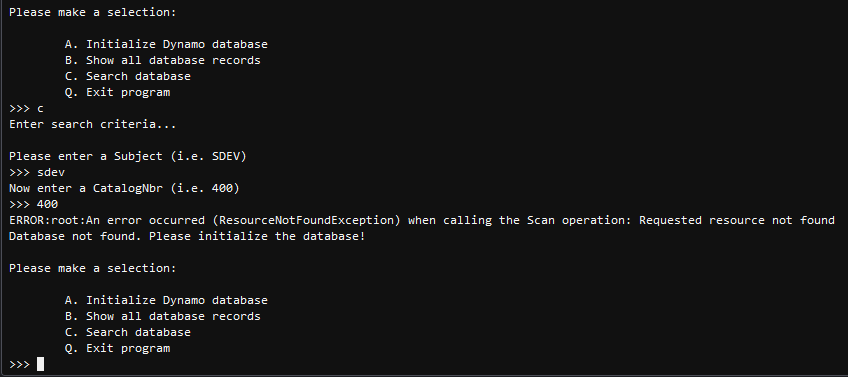 Please make a selection:
A. Initialize Dynamo database
B. Show all database records
C. Search database
Q. Exit program
>>> c
Enter search criteria...
Please enter a Subject (i.e. SDEV)
>>> sdev
Now enter a CatalogNbr (i.e. 400)
>>> 400
ERROR:root:An error occurred (ResourceNotFoundException) when calling the Scan operation: Requested resource not found
Database not found. Please initialize the database!
Please make a selection:
A. Initialize Dynamo database
B. Show all database records
C. Search database
Q. Exit program
>>>